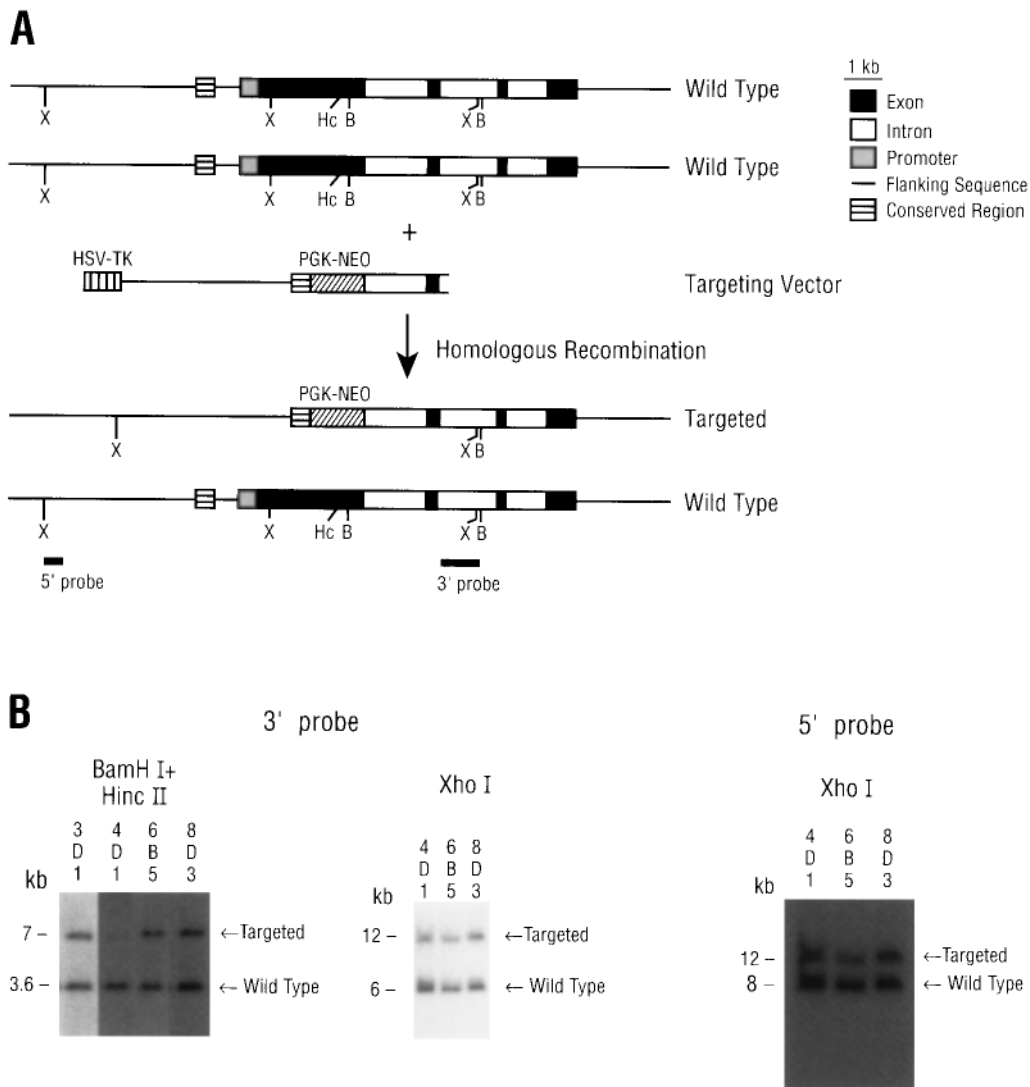 A
Wild Type
X
X
Hc B
X B
Wild Type
X
X
Hc B
X B
1 kb
Exon
Intron
Promoter
Flanking Sequence
Conserved Region
+
HSV-TK
PGK-NEO
Targeting Vector
Homologous Recombination
PGK-NEO
Targeted
X
X B
Wild Type
X
X
Hc B
X B
5' probe
3' probe
B
3' probe
BamH I+
Hinc II
3 4 6 8
D D B D
1 1 5 3
kb
7 – ←Targeted
3.6 – ← Wild Type
Xho I
4 6 8
D B D
1 5 3
kb
12 – ←Targeted
6 – ← Wild Type
5' probe
Xho I
4 6 8
D B D
1 5 3
kb
12 – ←Targeted
8 – ← Wild Type